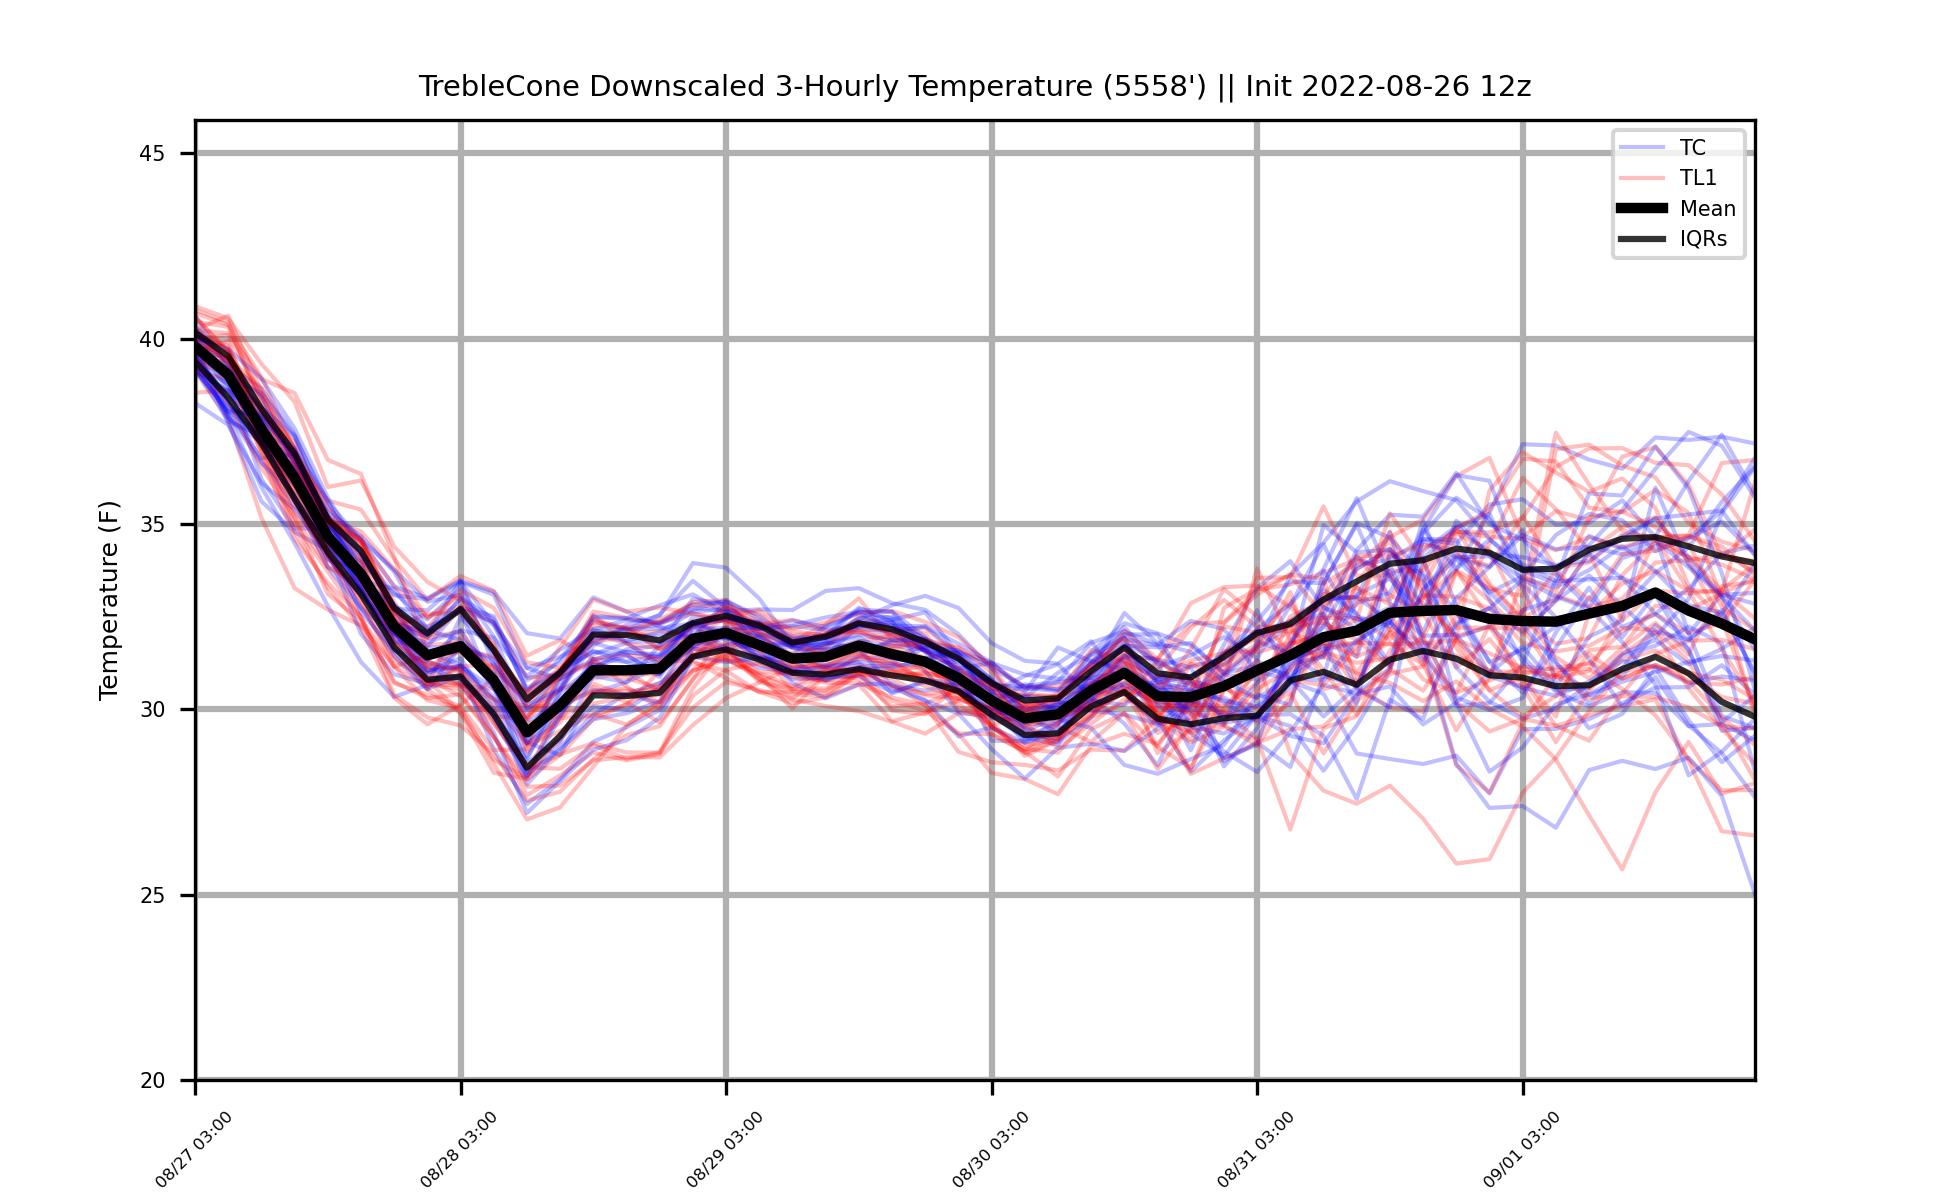 TrebleCone Downscaled 3-Hourly Temperature (5558') || Init 2022-08-26 12z
TC
TL1
Mean
IQRs
Temperature (F)
45
40
35
30
25
20
08/27 03:00
08/28 03:00
08/29 03:00
08/30 03:00
08/31 03:00
09/01 03:00